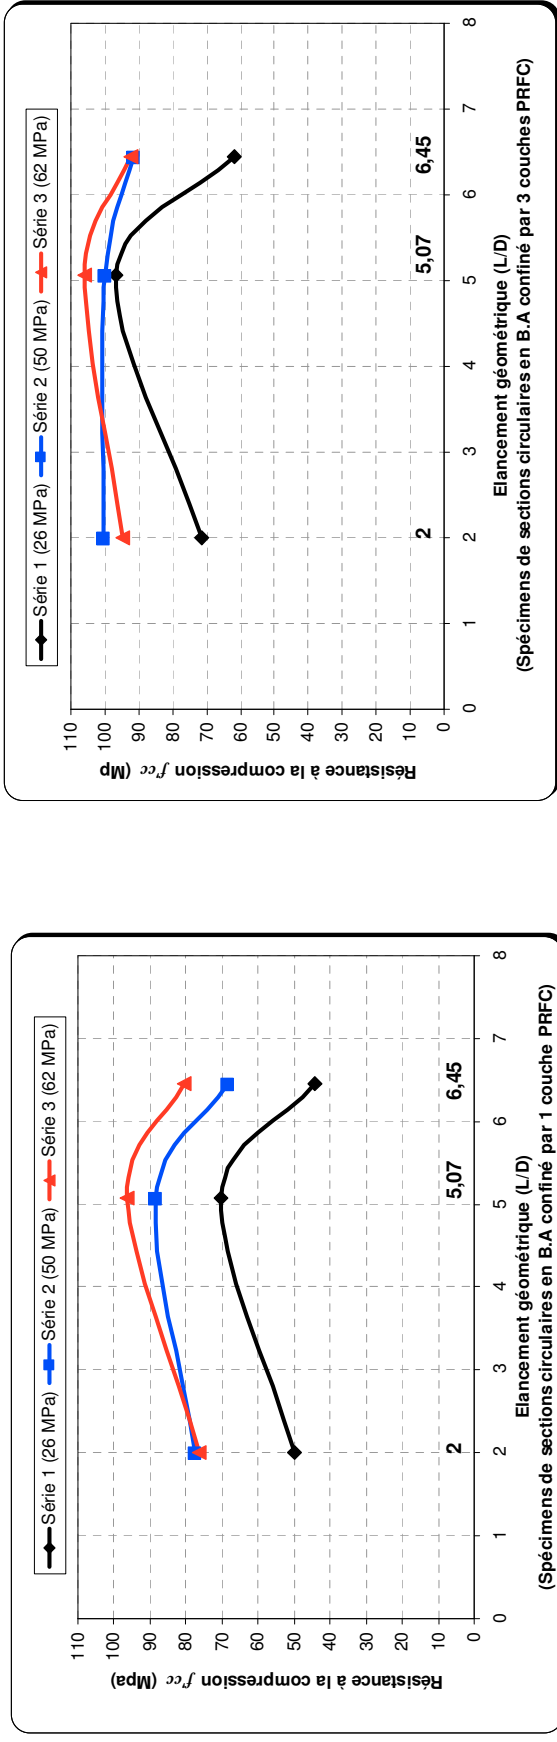 Série 1 (26 MPa) Série 2 (50 MPa) Série 3 (62 MPa)
110
100
90
80
70
60
50
40
30
20
10
0
Résistance à la compression f'cc (Mpa)
2 5,07 6,45
0 1 2 3 4 5 6 7 8
Elancement géométrique (L/D)
(Spécimens de sections circulaires en B.A confiné par 1 couche PRFC)
Série 1 (26 MPa) Série 2 (50 MPa) Série 3 (62 MPa)
110
100
90
80
70
60
50
40
30
20
10
0
Résistance à la compression f'cc (Mp
2 5,07 6,45
0 1 2 3 4 5 6 7 8
Elancement géométrique (L/D)
(Spécimens de sections circulaires en B.A confiné par 3 couches PRFC)